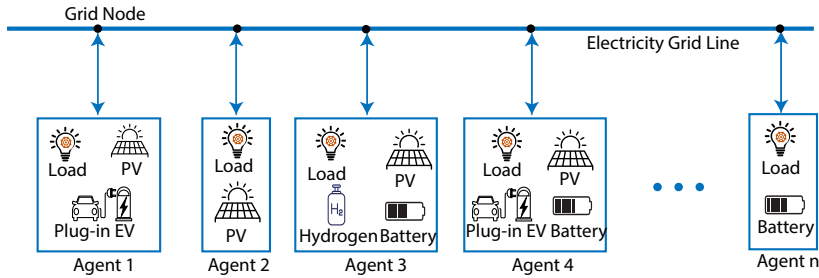 Grid Node
Electricity Grid Line
Load
PV
Plug-in EV
Agent 1
Load
PV
Agent 2
Load
PV
H₂
Hydrogen Battery
Agent 3
Load
PV
Plug-in EV Battery
Agent 4
Load
Battery
Agent n